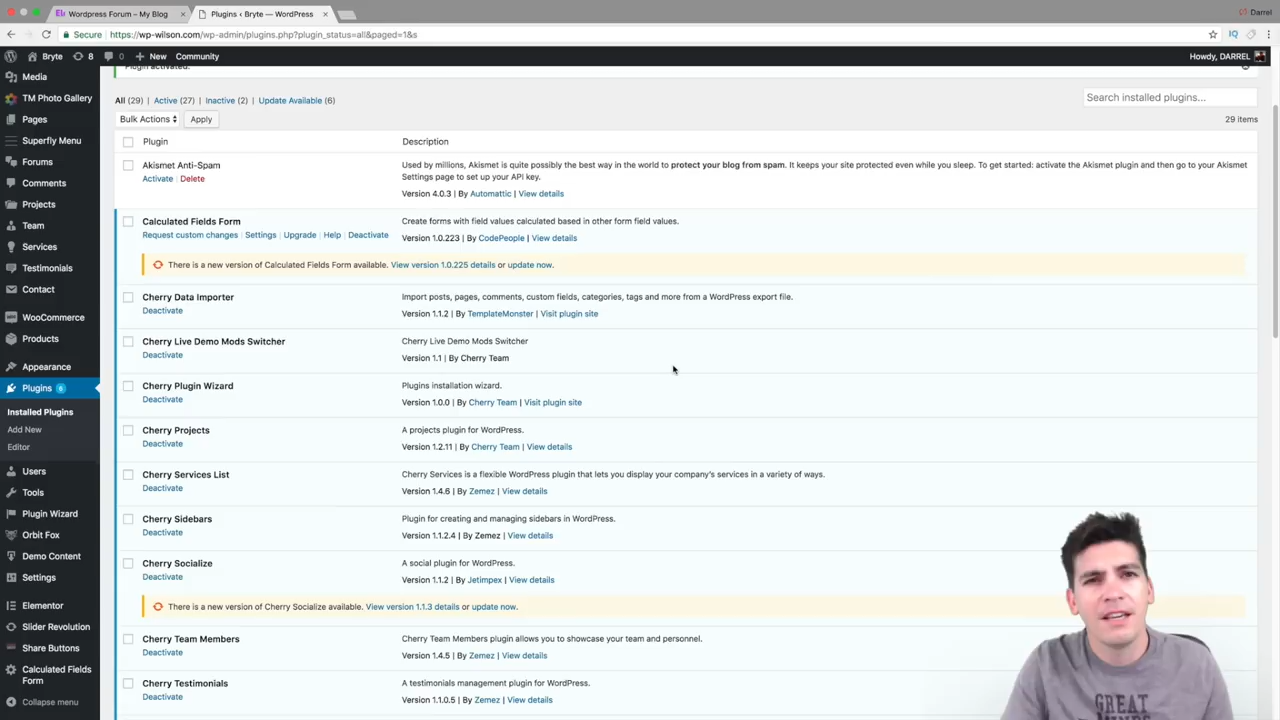 Wordpress Forum – My Blog ×
Plugins ‹ Bryte — WordPress ×
Darrel
Secure https://wp-wilson.com/wp-admin/plugins.php?plugin_status=all&paged=1&s
IQ
Bryte 8 0 + New Community
Howdy, DARREL
Media
TM Photo Gallery
Pages
Superfly Menu
Forums
Comments
Projects
Team
Services
Testimonials
Contact
WooCommerce
Products
Appearance
Plugins 6
Installed Plugins
Add New
Editor
Users
Tools
Plugin Wizard
Orbit Fox
Demo Content
Settings
Elementor
Slider Revolution
Share Buttons
Calculated Fields
Form
Collapse menu
Plugin activated.
All (29) | Active (27) | Inactive (2) | Update Available (6)
Search installed plugins...
Bulk Actions Apply
29 items
Plugin Description
Akismet Anti-Spam
Activate | Delete
Used by millions, Akismet is quite possibly the best way in the world to protect your blog from spam. It keeps your site protected even while you sleep. To get started: activate the Akismet plugin and then go to your Akismet
Settings page to set up your API key.
Version 4.0.3 | By Automattic | View details
Calculated Fields Form
Request custom changes | Settings | Upgrade | Help | Deactivate
Create forms with field values calculated based in other form field values.
Version 1.0.223 | By CodePeople | View details
There is a new version of Calculated Fields Form available. View version 1.0.225 details or update now.
Cherry Data Importer
Deactivate
Import posts, pages, comments, custom fields, categories, tags and more from a WordPress export file.
Version 1.1.2 | By TemplateMonster | Visit plugin site
Cherry Live Demo Mods Switcher
Deactivate
Cherry Live Demo Mods Switcher
Version 1.1 | By Cherry Team
Cherry Plugin Wizard
Deactivate
Plugins installation wizard.
Version 1.0.0 | By Cherry Team | Visit plugin site
Cherry Projects
Deactivate
A projects plugin for WordPress.
Version 1.2.11 | By Cherry Team | View details
Cherry Services List
Deactivate
Cherry Services is a flexible WordPress plugin that lets you display your company's services in a variety of ways.
Version 1.4.6 | By Zemez | View details
Cherry Sidebars
Deactivate
Plugin for creating and managing sidebars in WordPress.
Version 1.1.2.4 | By Zemez | View details
Cherry Socialize
Deactivate
A social plugin for WordPress.
Version 1.1.2 | By Jetimpex | View details
There is a new version of Cherry Socialize available. View version 1.1.3 details or update now.
Cherry Team Members
Deactivate
Cherry Team Members plugin allows you to showcase your team and personnel.
Version 1.4.5 | By Zemez | View details
Cherry Testimonials
Deactivate
A testimonials management plugin for WordPress.
Version 1.1.0.5 | By Zemez | View details
GREAT